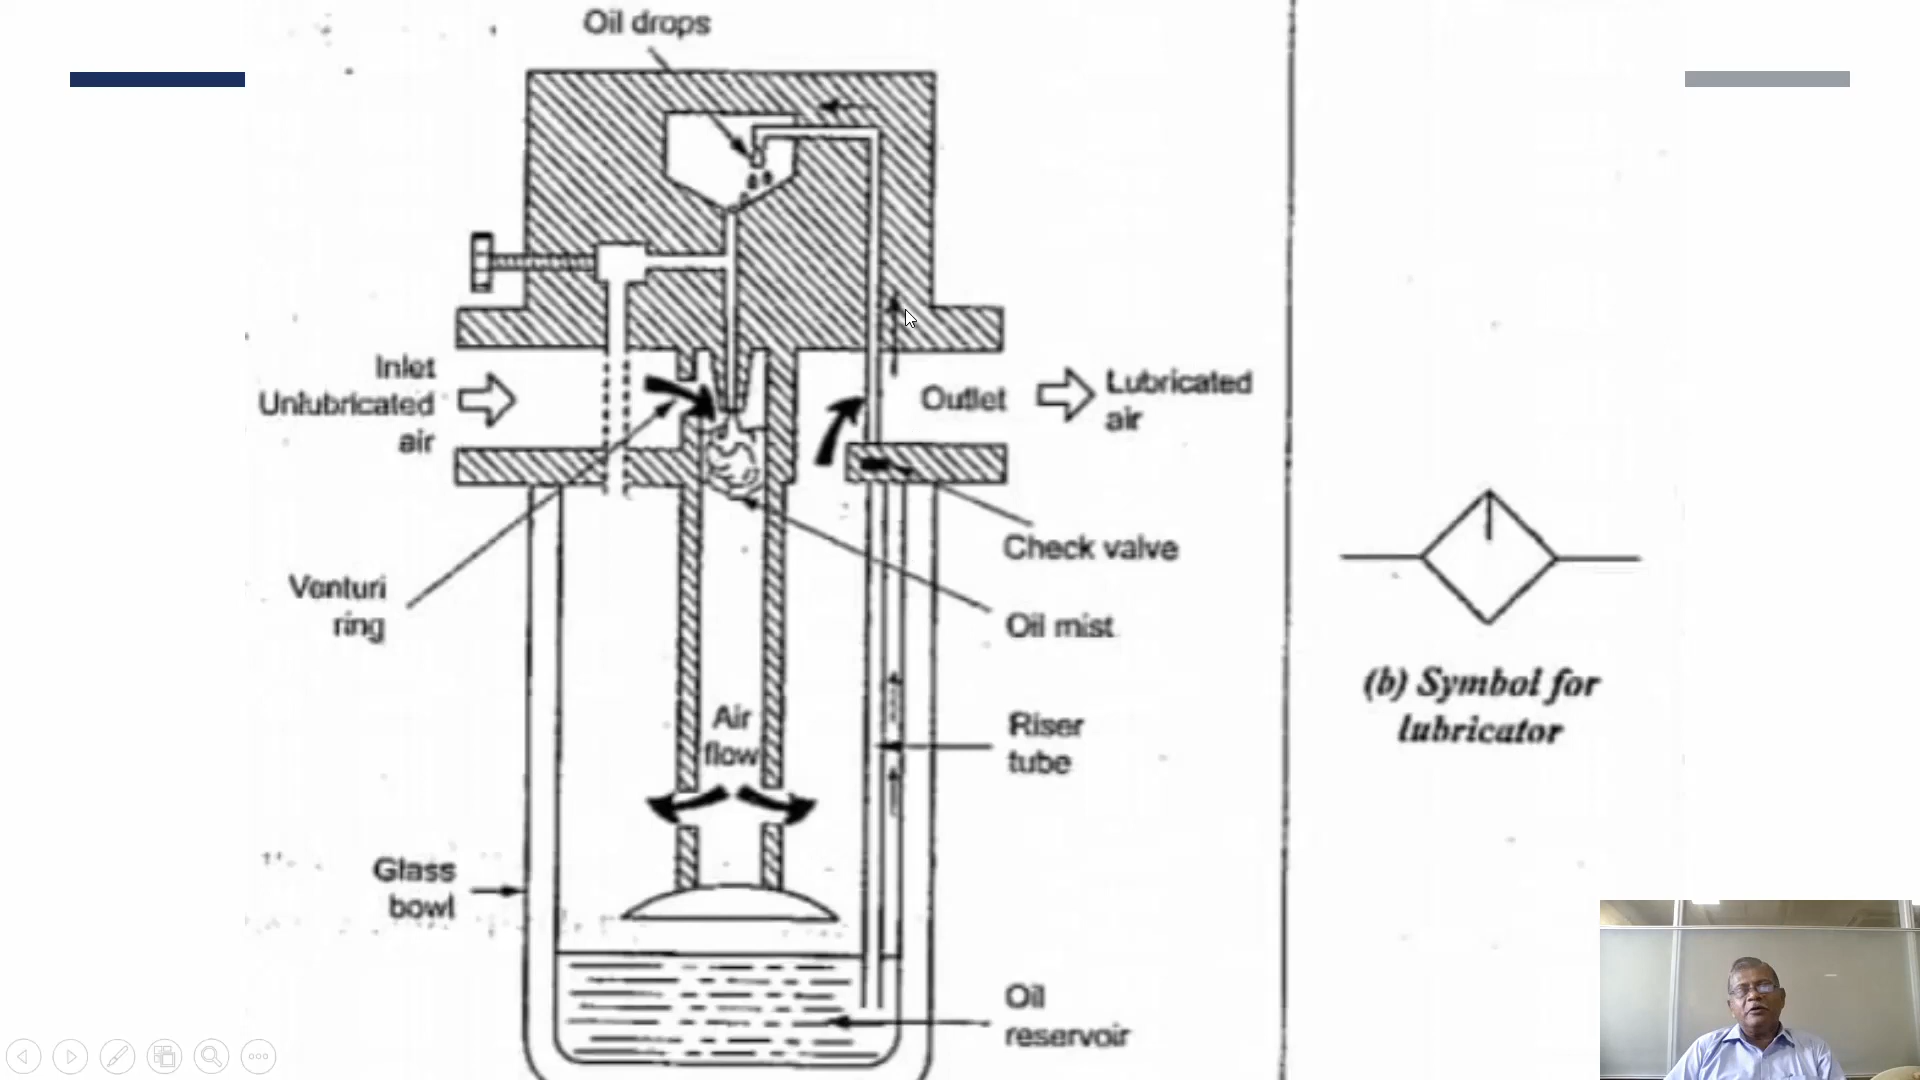 Oil drops
Inlet
Unlubricated
air
Outlet
Lubricated
air
Venturi
ring
Check valve
Oil mist
Air
flow
Riser
tube
Glass
bowl
Oil
reservoir
(b) Symbol for
lubricator